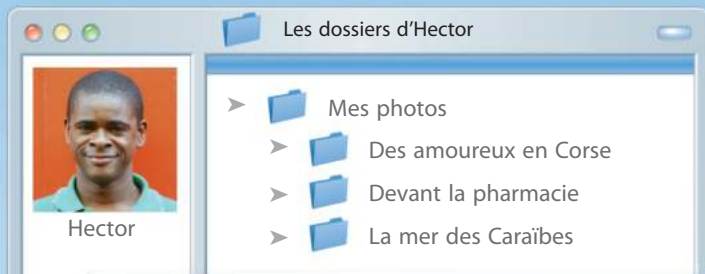 Les dossiers d’Hector
Mes photos
Des amoureux en Corse
Devant la pharmacie
La mer des Caraïbes
Hector